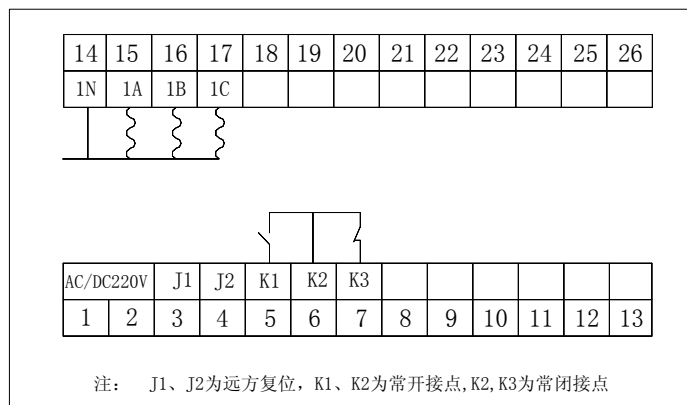 14 15 16 17 18 19 20 21 22 23 24 25 26
1N 1A 1B 1C
AC/DC220V J1 J2 K1 K2 K3
1 2 3 4 5 6 7 8 9 10 11 12 13
注： J1、J2为远方复位，K1、K2为常开接点,K2,K3为常闭接点